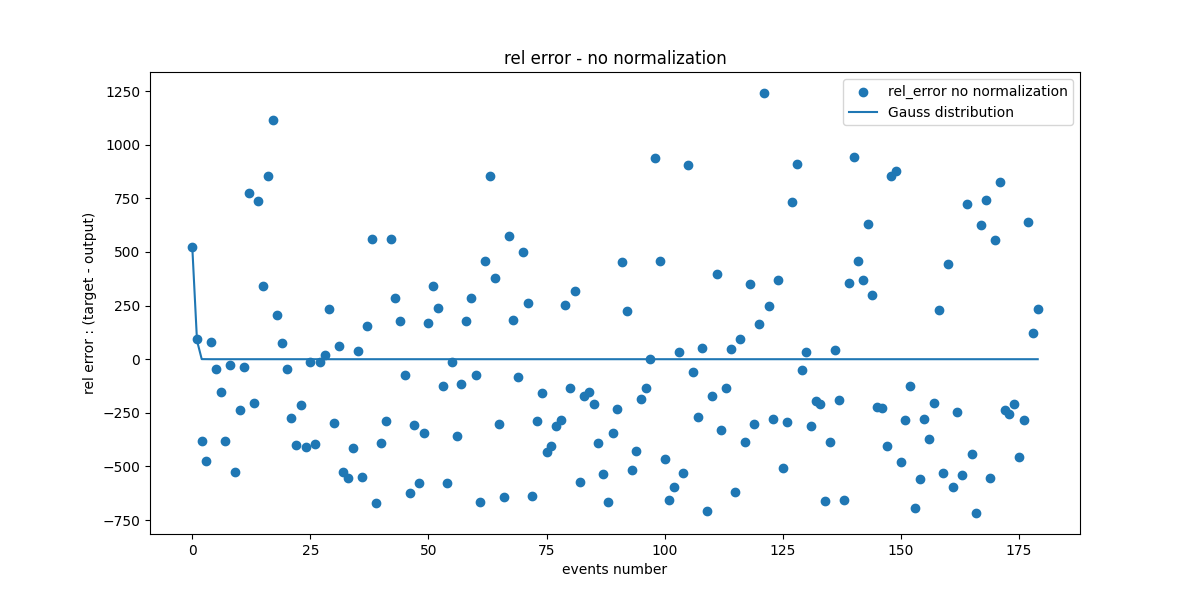 rel error - no normalization
rel_error no normalization
Gauss distribution
rel error : (target - output)
1250
1000
750
500
250
0
−250
−500
−750
0 25 50 75 100 125 150 175
events number